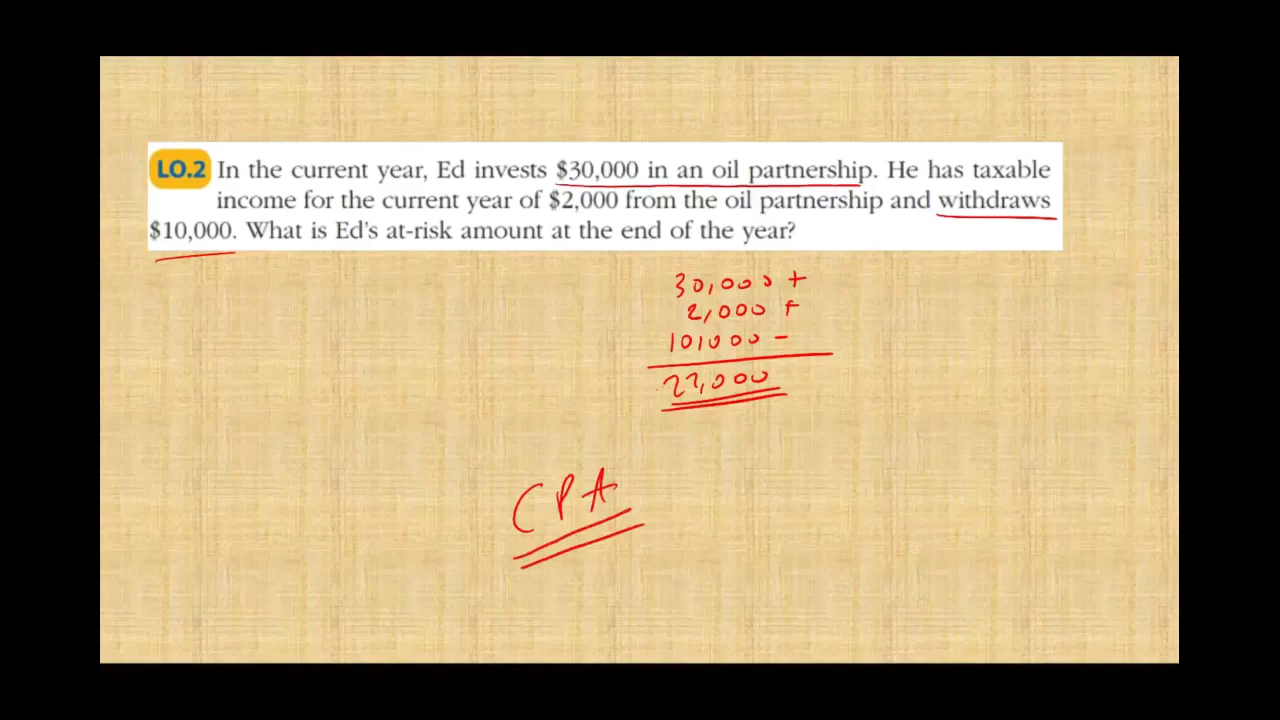 LO.2 In the current year, Ed invests $30,000 in an oil partnership. He has taxable
income for the current year of $2,000 from the oil partnership and withdraws
$10,000. What is Ed's at-risk amount at the end of the year?
30,000 +
2,000 +
10,000 -
22,000
CPA